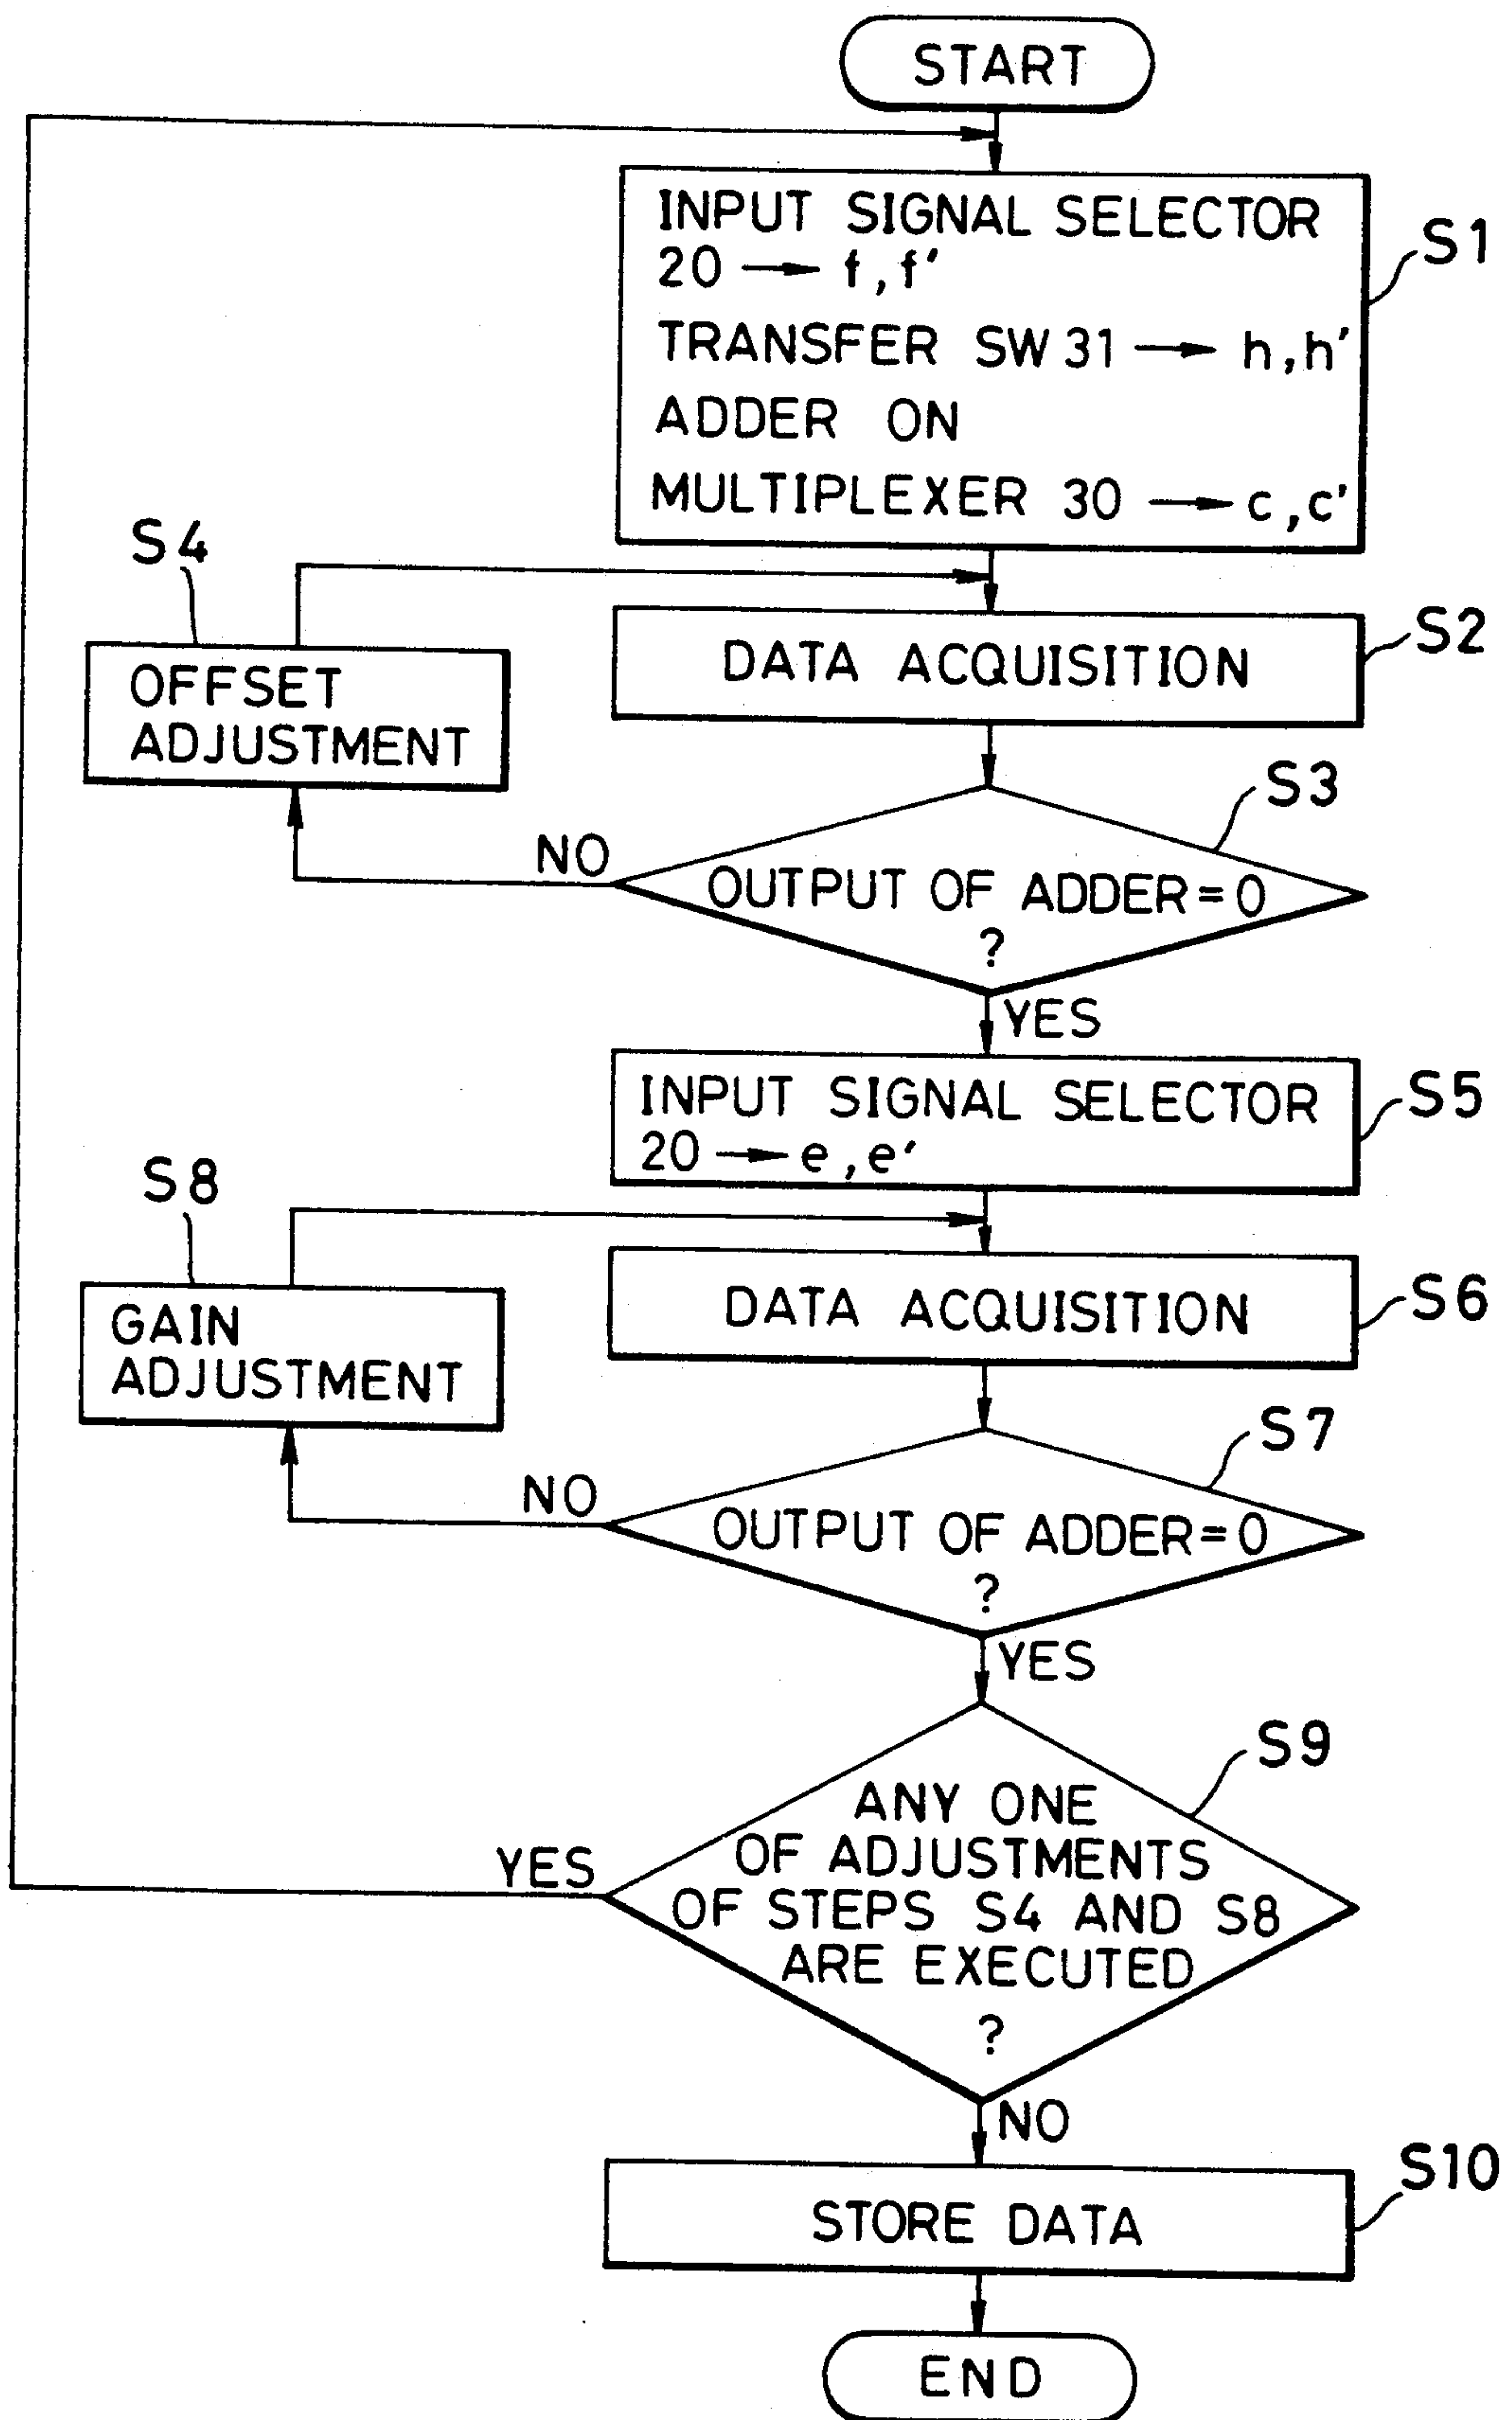 START
INPUT SIGNAL SELECTOR
20 → f, f'
TRANSFER SW 31 → h, h'
ADDER ON
MULTIPLEXER 30 → c, c'
S1
S4
OFFSET
ADJUSTMENT
DATA ACQUISITION
S2
S3
NO
OUTPUT OF ADDER = 0
?
YES
INPUT SIGNAL SELECTOR
20 → e, e'
S5
S8
GAIN
ADJUSTMENT
DATA ACQUISITION
S6
S7
NO
OUTPUT OF ADDER = 0
?
YES
S9
YES
ANY ONE
OF ADJUSTMENTS
OF STEPS S4 AND S8
ARE EXECUTED
?
NO
S10
STORE DATA
END